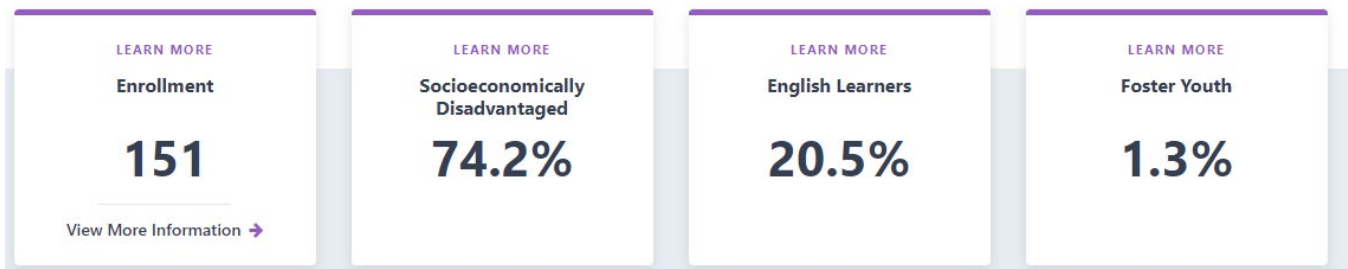 LEARN MORE
Enrollment
151
View More Information
LEARN MORE
Socioeconomically
Disadvantaged
74.2%
LEARN MORE
English Learners
20.5%
LEARN MORE
Foster Youth
1.3%